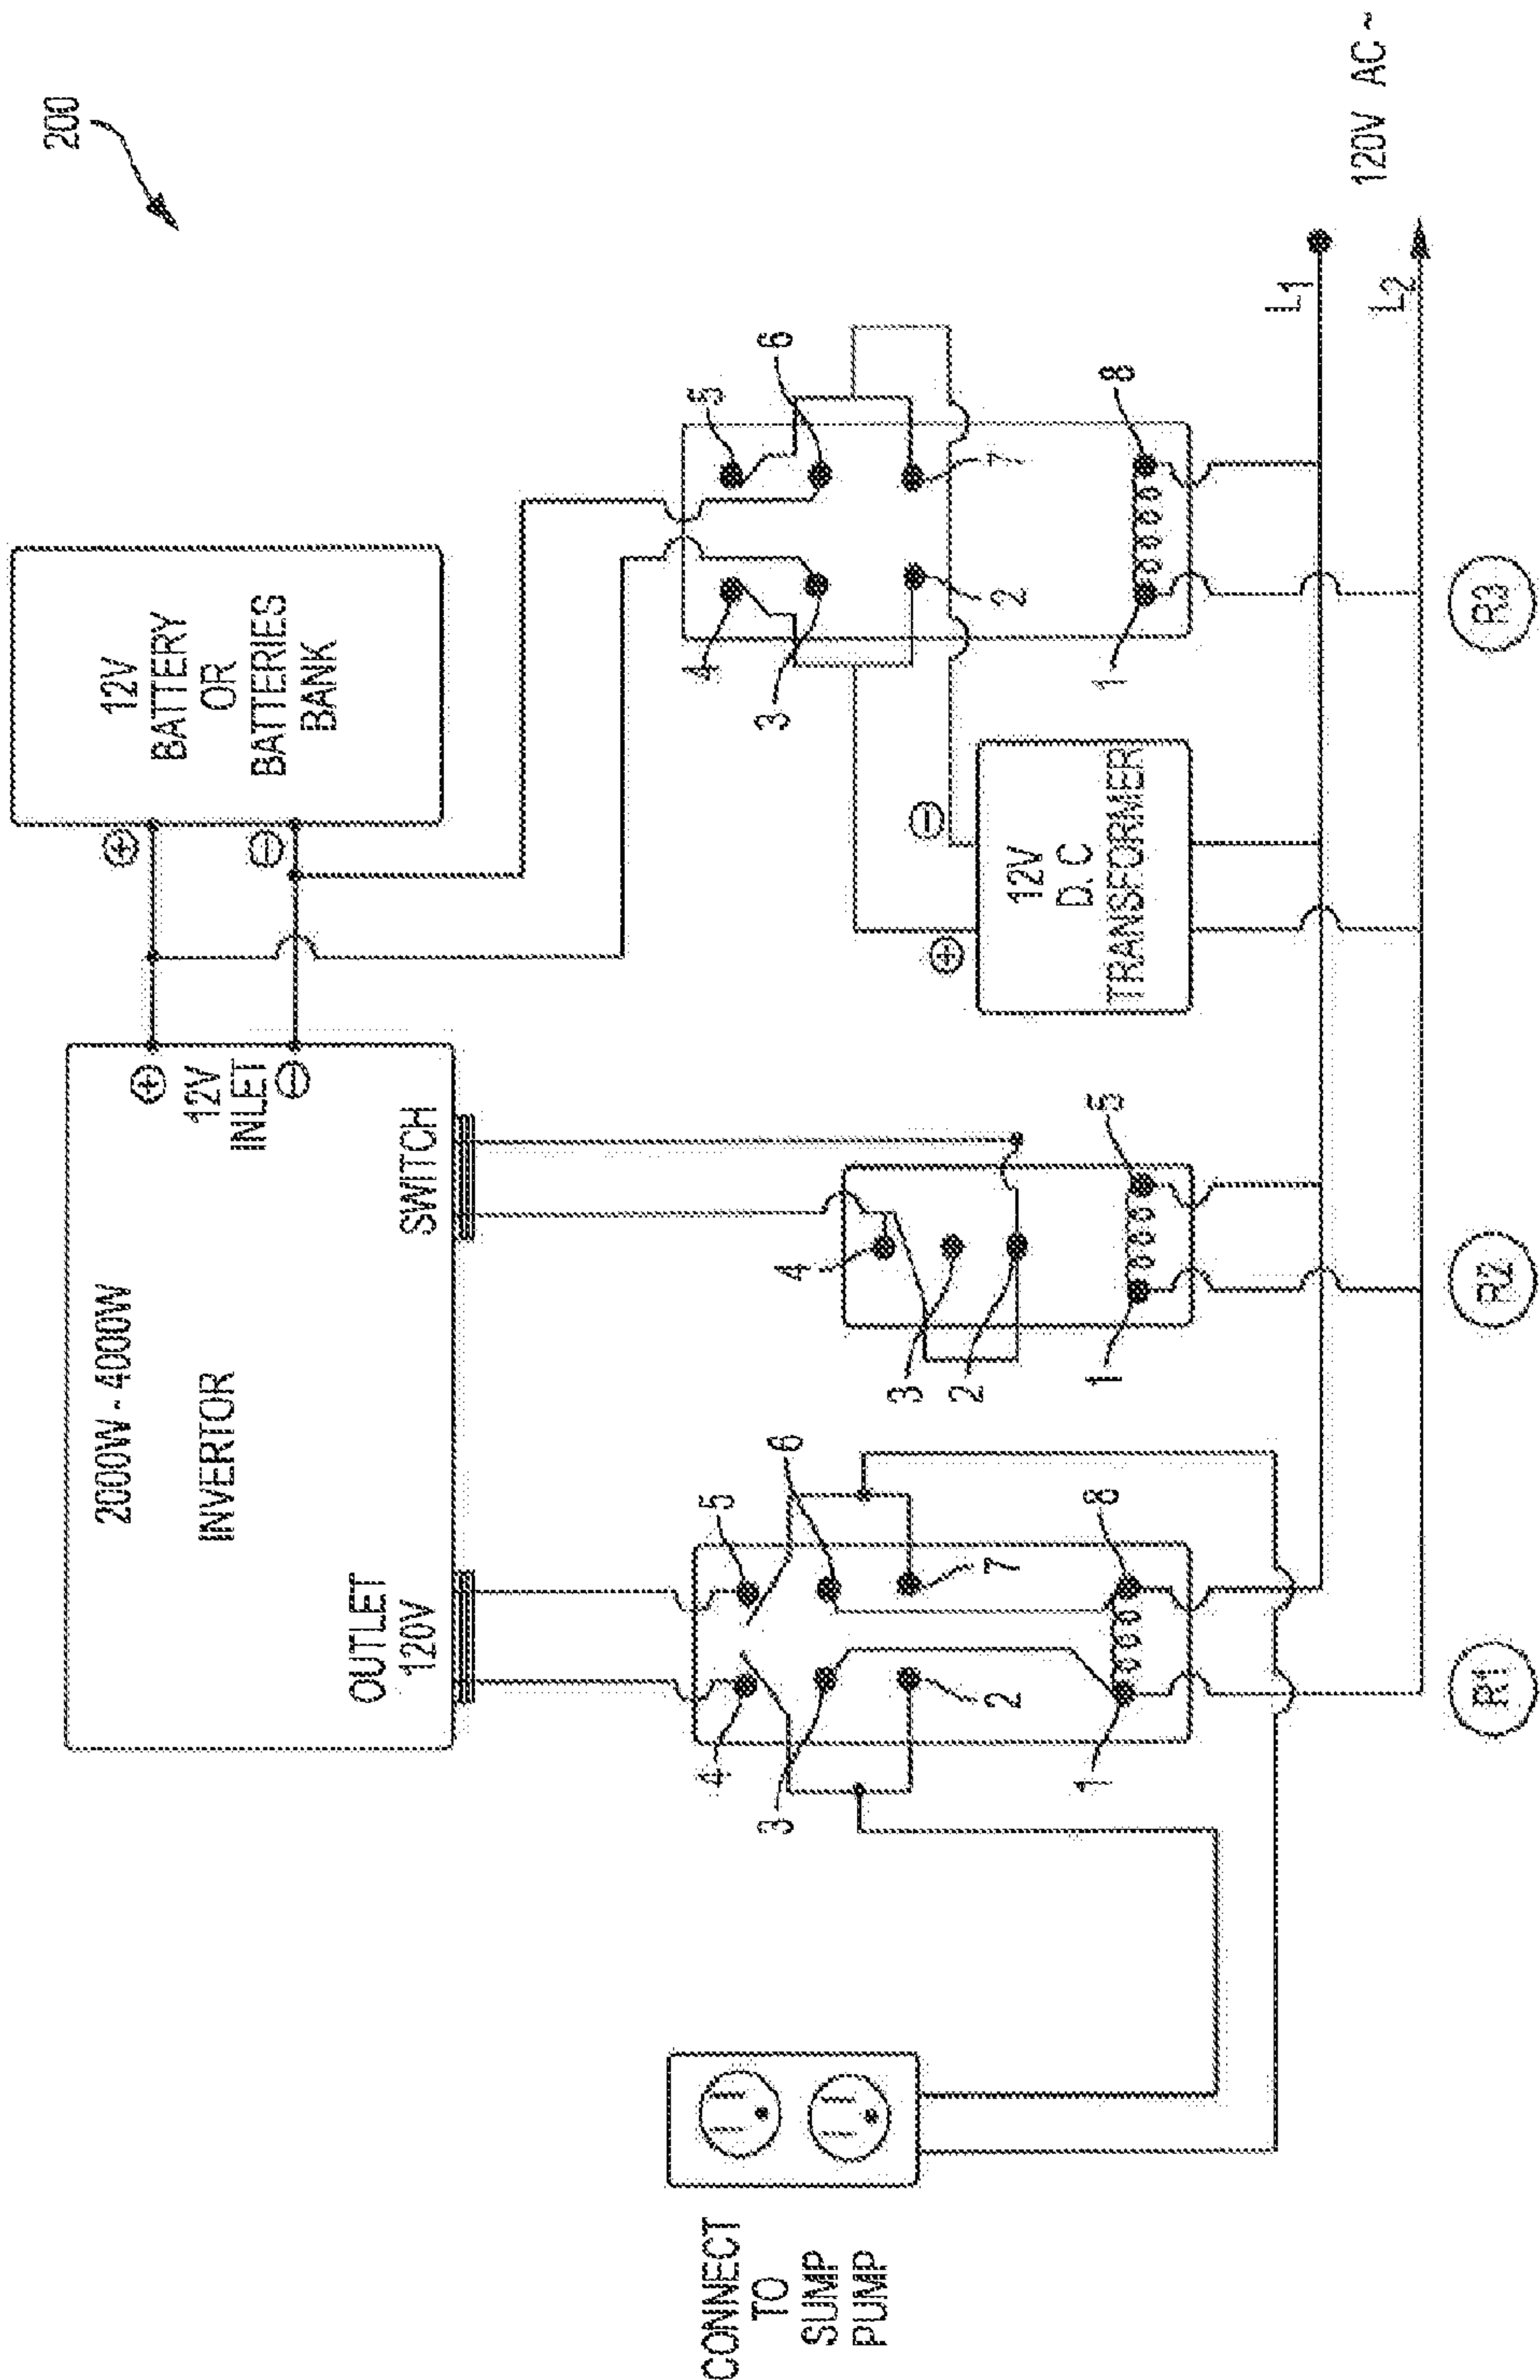 200
12V
BATTERY
OR
BATTERIES
BANK
⊕
⊖
2000W - 4000W
INVERTOR
⊕
12V
INLET
⊖
OUTLET
120V
SWITCH
CONNECT
TO
SUMP
PUMP
4
5
3
6
2
7
1
8
R1
4
3
2
1
5
R2
⊕
⊖
12V
D.C
TRANSFORMER
4
5
3
6
2
7
1
8
R3
L1
L2
120V AC ~